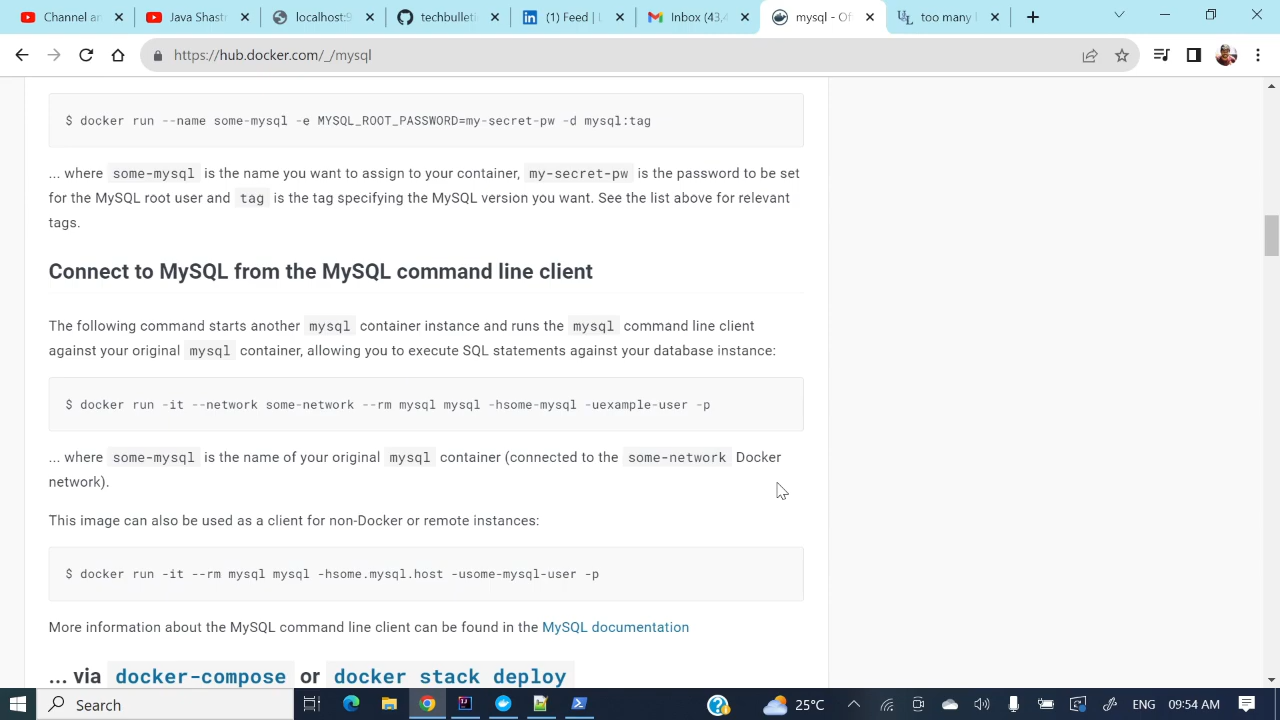 Channel an
Java Shastr
localhost:9
techbulletr
(1) Feed | L
Inbox (43,4
mysql - Of
too many l
https://hub.docker.com/_/mysql
$ docker run --name some-mysql -e MYSQL_ROOT_PASSWORD=my-secret-pw -d mysql:tag
... where some-mysql is the name you want to assign to your container, my-secret-pw is the password to be set
for the MySQL root user and tag is the tag specifying the MySQL version you want. See the list above for relevant
tags.
Connect to MySQL from the MySQL command line client
The following command starts another mysql container instance and runs the mysql command line client
against your original mysql container, allowing you to execute SQL statements against your database instance:
$ docker run -it --network some-network --rm mysql mysql -hsome-mysql -uexample-user -p
... where some-mysql is the name of your original mysql container (connected to the some-network Docker
network).
This image can also be used as a client for non-Docker or remote instances:
$ docker run -it --rm mysql mysql -hsome.mysql.host -usome-mysql-user -p
More information about the MySQL command line client can be found in the MySQL documentation
... via docker-compose or docker stack deploy
Search
25°C
09:54 AM